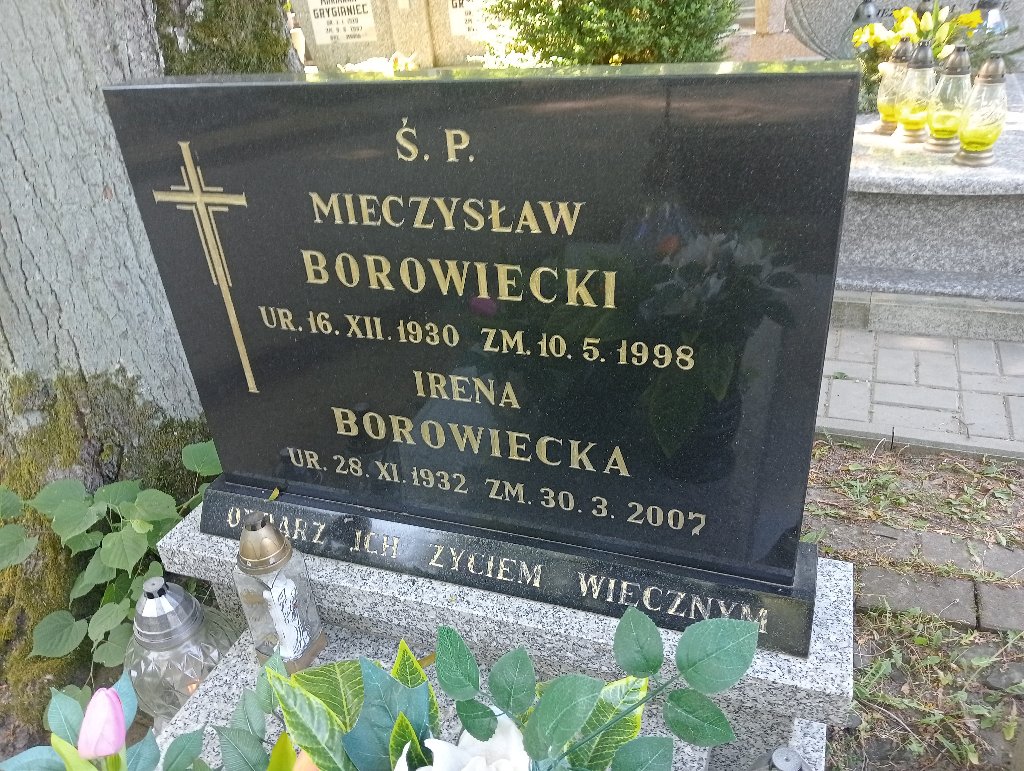 GRYGIANIEC
Ś. P.
MIECZYSŁAW
BOROWIECKI
UR. 16. XII. 1930 ZM. 10. 5. 1998
IRENA
BOROWIECKA
UR. 28. XI. 1932 ZM. 30. 3. 2007
ICH ŻYCIEM WIECZNYM